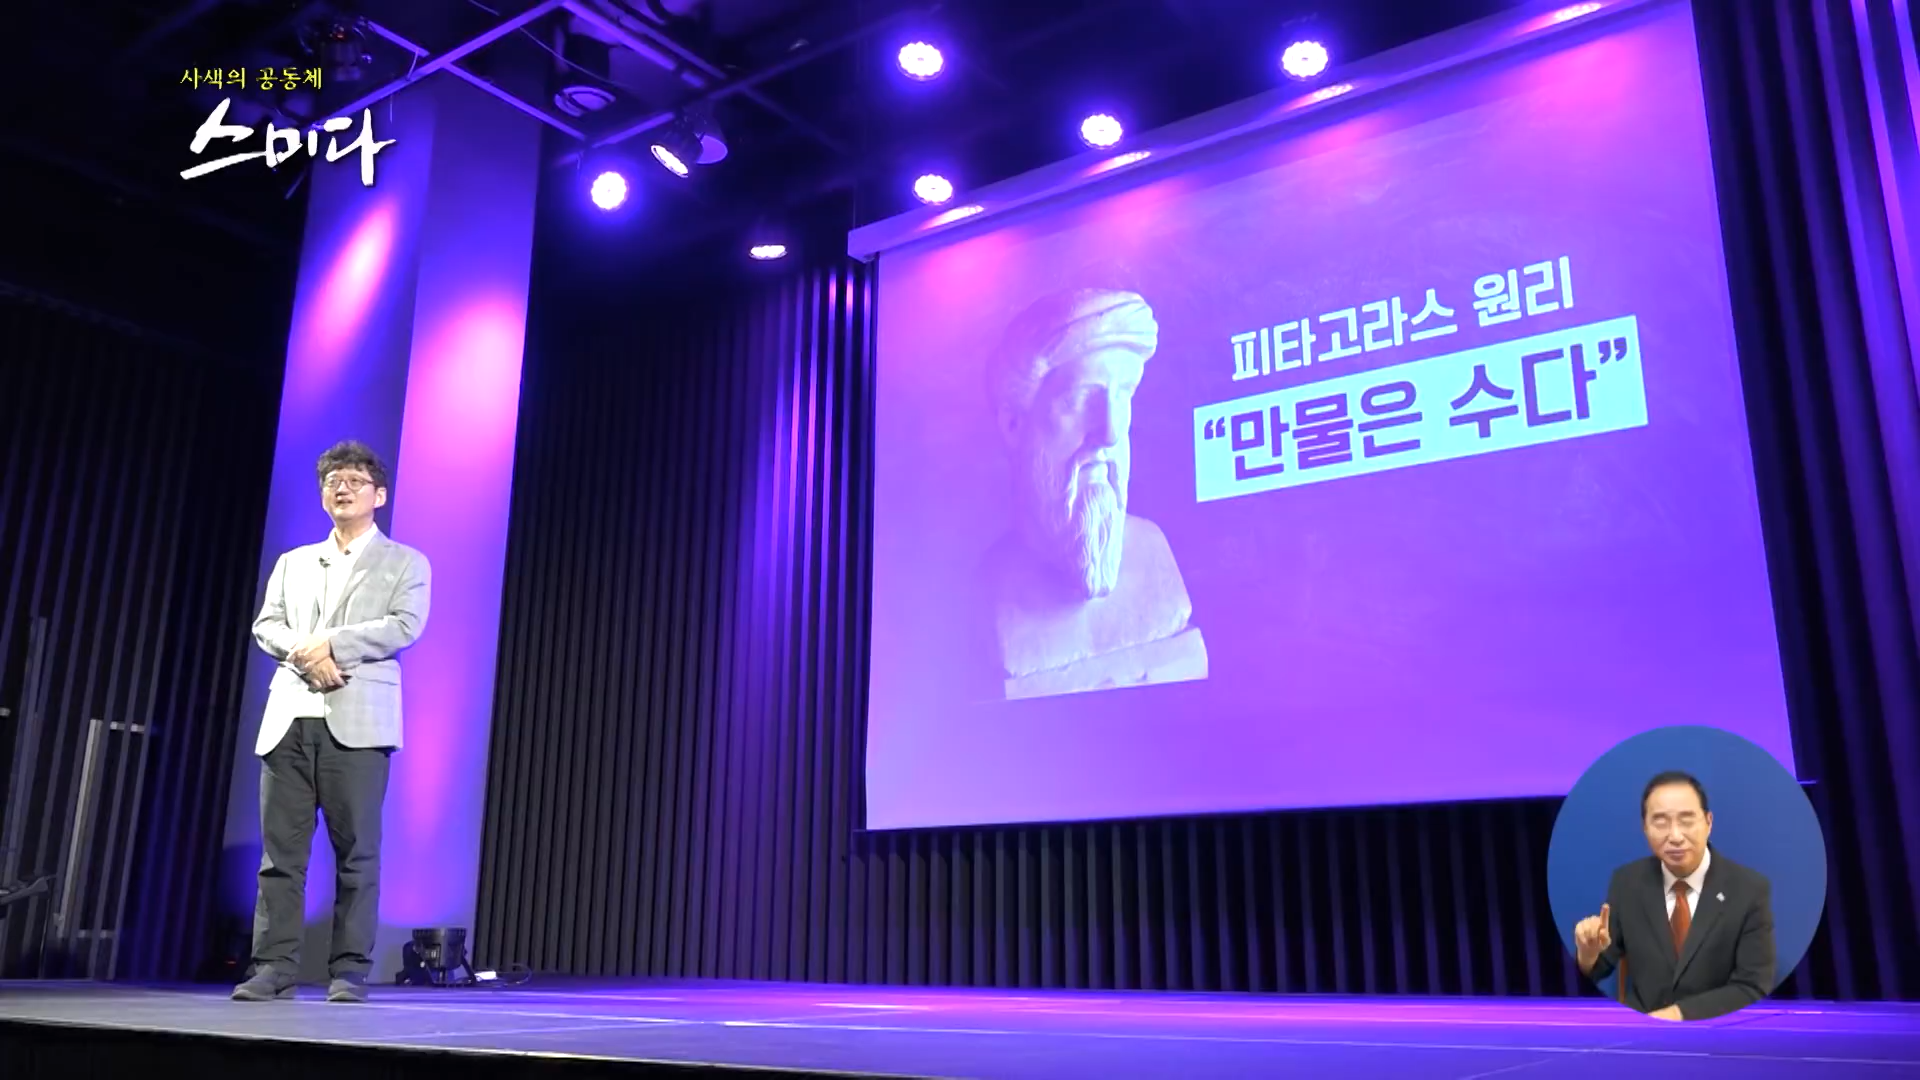 사색의 공동체
스미다
피타고라스 원리
“만물은 수다”